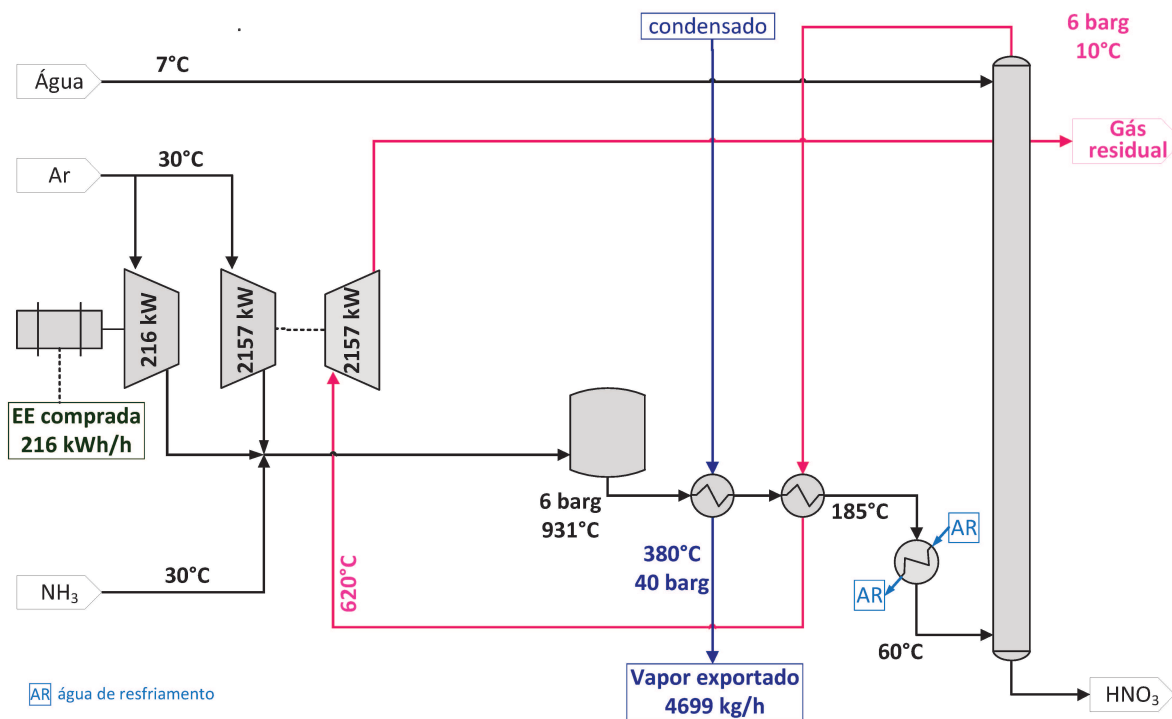 condensado
6 barg
10°C
7°C
Água
Gás
residual
30°C
Ar
216 kW
2157 kW
2157 kW
EE comprada
216 kWh/h
6 barg
931°C
185°C
AR
380°C
40 barg
AR
30°C
NH₃
620°C
60°C
Vapor exportado
4699 kg/h
AR água de resfriamento
HNO₃